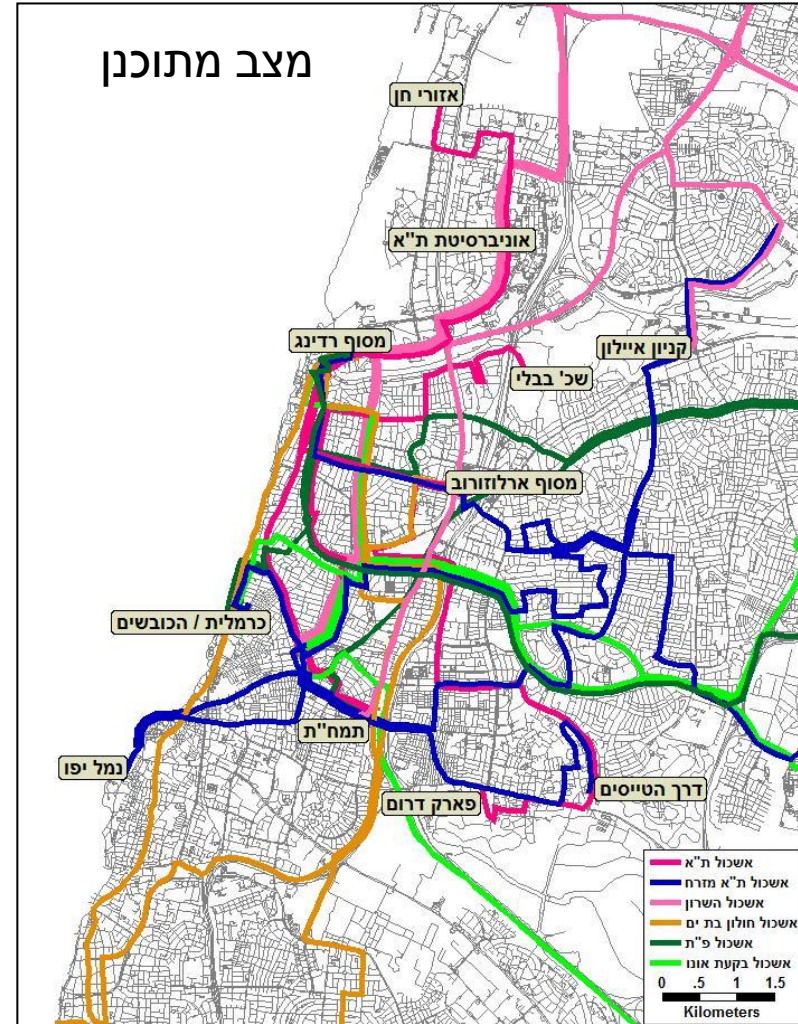 מצב מתוכנן
אזורי חן
אוניברסיטת ת"א
מסוף רדינג
קניון איילון
שכ' בבלי
מסוף ארלוזורוב
כרמלית / הכובשים
תמח"ת
נמל יפו
דרך הטייסים
פארק דרום
אשכול ת"א
אשכול ת"א מזרח
אשכול השרון
אשכול חולון בת ים
אשכול פ"ת
אשכול בקעת אונו
0 .5 1 1.5
Kilometers